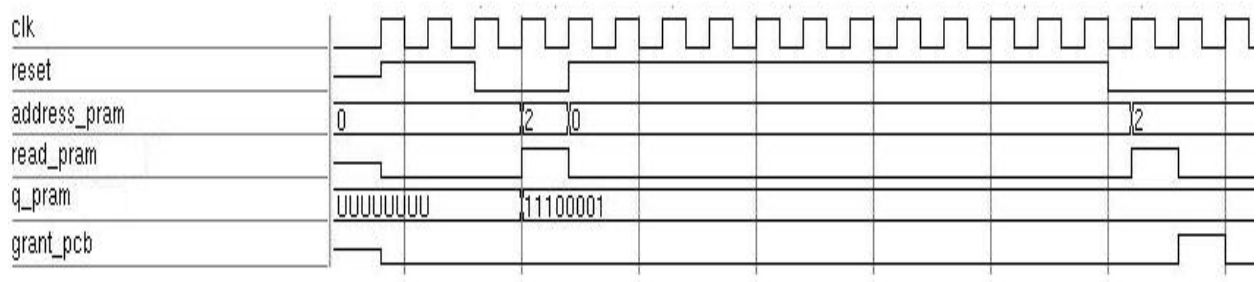 clk
reset
address_pram 0 2 0 2
read_pram
q_pram UUUUUUUU 11100001
grant_pcb